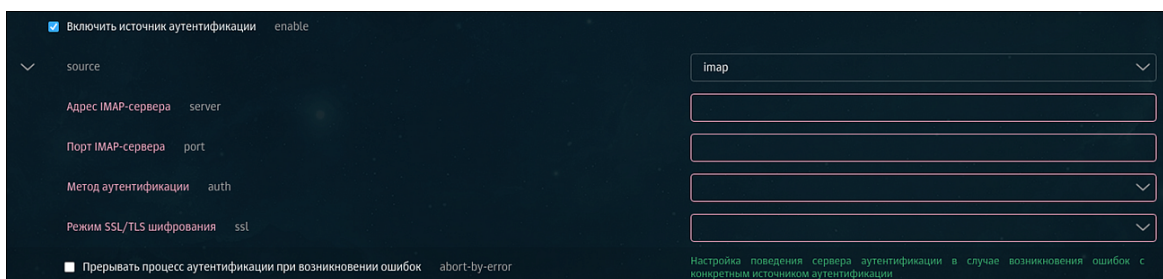 Включить источник аутентификации enable
source imap
Адрес IMAP-сервера server
Порт IMAP-сервера port
Метод аутентификации auth
Режим SSL/TLS шифрования ssl
Прерывать процесс аутентификации при возникновении ошибок abort-by-error
Настройка поведения сервера аутентификации в случае возникновения ошибок с
конкретным источником аутентификации